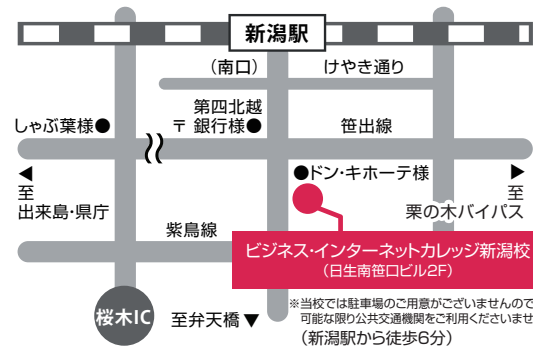 新潟駅
(南口)
けやき通り
第四北越
〒 銀行様●
しゃぶ葉様●
笹出線
●ドン・キホーテ様
◀
至
出来島・県庁
▶
至
栗の木バイパス
紫鳥線
ビジネス・インターネットカレッジ新潟校
(日生南笹口ビル2F)
桜木IC
至弁天橋▼
※当校では駐車場のご用意がございませんので
可能な限り公共交通機関をご利用くださいませ
(新潟駅から徒歩6分)